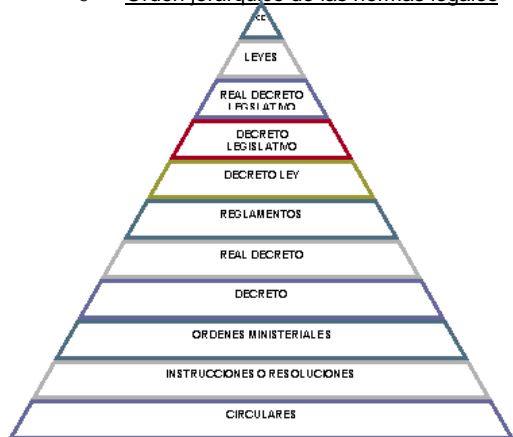 Orden jerárquico de las normas legales
CE
LEYES
REAL DECRETO
LEGISLATIVO
DECRETO
LEGISLATIVO
DECRETO LEY
REGLAMENTOS
REAL DECRETO
DECRETO
ORDENES MINISTERIALES
INSTRUCCIONES O RESOLUCIONES
CIRCULARES